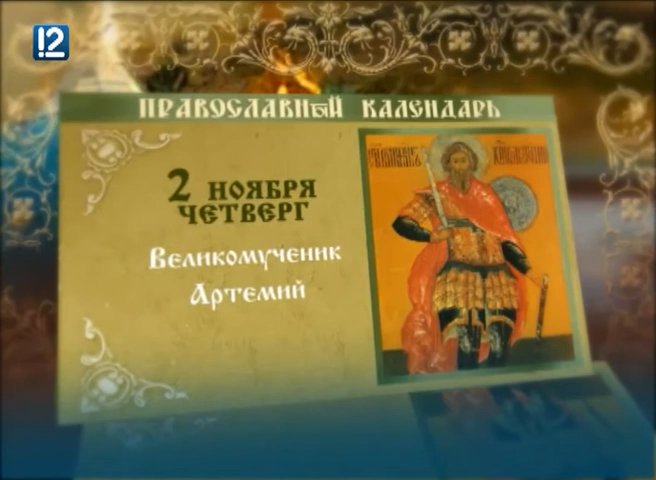 12
ПРАВОСЛАВНЫЙ КАЛЕНДАРЬ
2 НОЯБРЯ
ЧЕТВЕРГ
Великомученик
Артемий